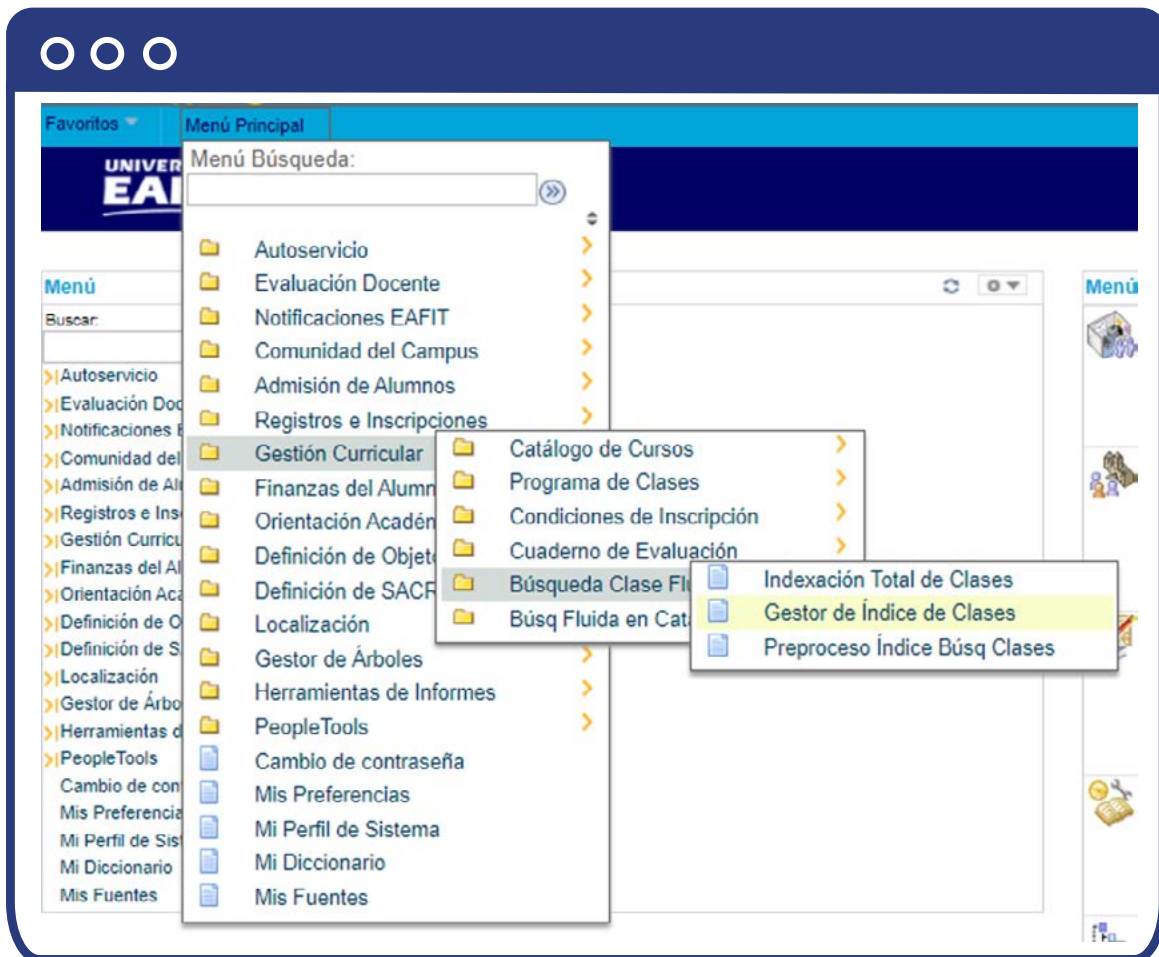 Favoritos
Menú Principal
UNIVER
EAI
Menú Búsqueda:
Autoservicio
Evaluación Docente
Notificaciones EAFIT
Comunidad del Campus
Admisión de Alumnos
Registros e Inscripciones
Gestión Curricular
Finanzas del Alumn
Orientación Académ
Definición de Objeto
Definición de SACR
Localización
Gestor de Árboles
Herramientas de Informes
PeopleTools
Cambio de contraseña
Mis Preferencias
Mi Perfil de Sistema
Mi Diccionario
Mis Fuentes
Catálogo de Cursos
Programa de Clases
Condiciones de Inscripción
Cuaderno de Evaluación
Búsqueda Clase Flu
Búsq Fluida en Catá
Indexación Total de Clases
Gestor de Índice de Clases
Preproceso Índice Búsq Clases
Menú
Buscar:
Autoservicio
Evaluación Doc
Notificaciones E
Comunidad del
Admisión de Alu
Registros e Ins
Gestión Curricu
Finanzas del Al
Orientación Aca
Definición de O
Definición de S
Localización
Gestor de Árbo
Herramientas d
PeopleTools
Cambio de con
Mis Preferencia
Mi Perfil de Sist
Mi Diccionario
Mis Fuentes
Menú